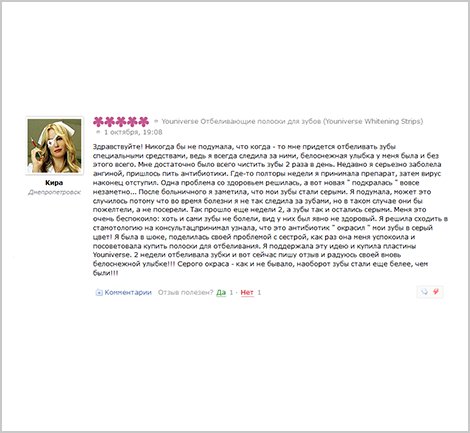 Youniverse Отбеливающие полоски для зубов (Youniverse Whitening Strips)
1 октября, 19:08
Здравствуйте! Никогда бы не подумала, что когда - то мне придется отбеливать зубы
специальными средствами, ведь я всегда следила за ними, белоснежная улыбка у меня была и без
этого всего. Мне достаточно было всего чистить зубы 2 раза в день. Недавно я серьезно заболела
ангиной, пришлось пить антибиотики. Где-то полторы недели я принимала препарат, затем вирус
наконец отступил. Одна проблема со здоровьем решилась, а вот новая " подкралась " вовсе
незаметно... После больничного я заметила, что мои зубы стали серыми. Я подумала, может это
случилось потому что во время болезни я не так следила за зубами, но в таком случае они бы
пожелтели, а не посерели. Так прошло еще недели 2, а зубы так и остались серыми. Меня это
очень беспокоило: хоть и сами зубы не болели, вид у них был явно не здоровый. Я решила сходить в
стамотологию на консультацпринимал узнала, что это антибиотик " окрасил " мои зубы в серый
цвет! Я была в шоке, поделилась своей проблемой с сестрой, как раз она меня успокоила и
посоветовала купить полоски для отбеливания. Я поддержала эту идею и купила пластины
Youniverse. 2 недели отбеливала зубки и вот сейчас пишу отзыв и радуюсь своей вновь
белоснежной улыбке!!! Серого окраса - как и не бывало, наоборот зубы стали еще белее, чем
были!!!
Кира
Днепропетровск
Комментарии Отзыв полезен? Да 1 - Нет 1